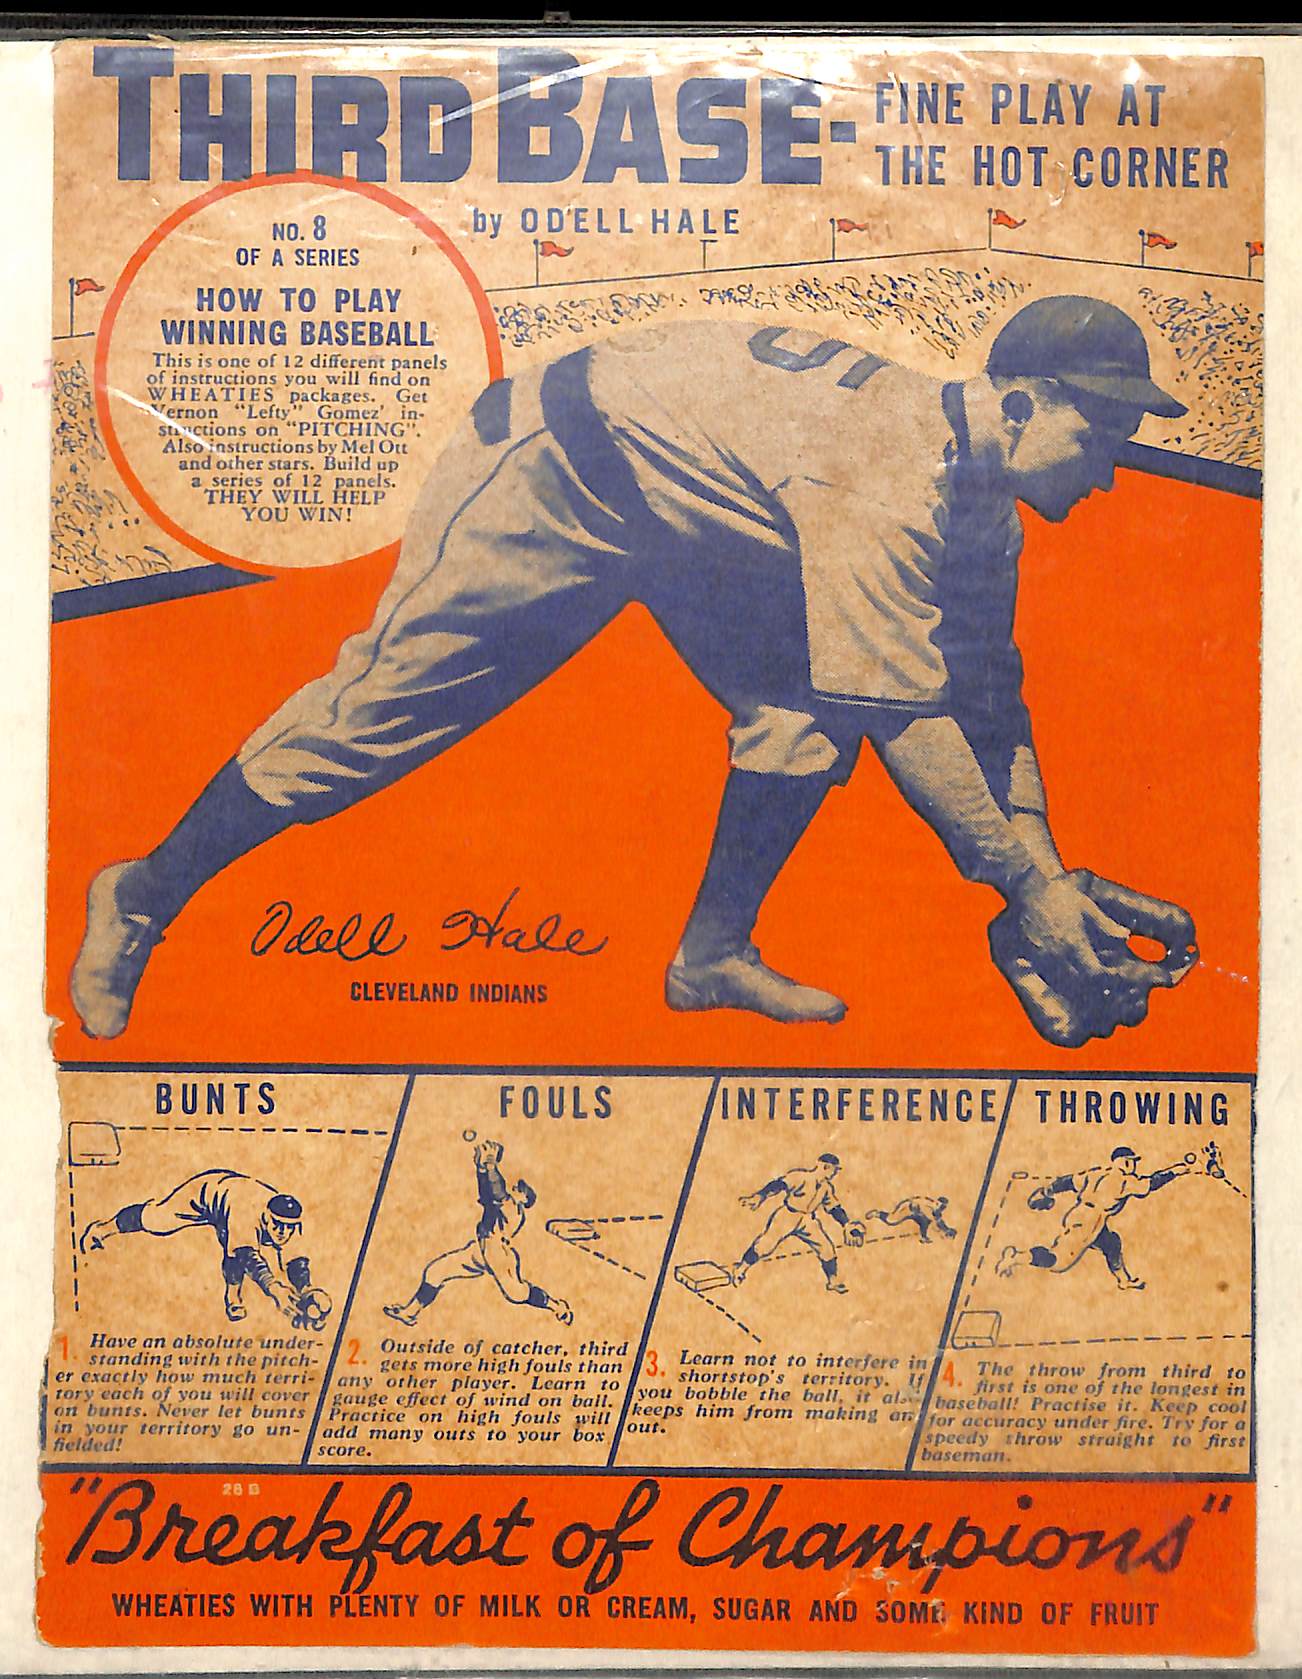 THIRD BASE-
FINE PLAY AT
THE HOT CORNER
by OD'ELL HALE
NO. 8
OF A SERIES
HOW TO PLAY
WINNING BASEBALL
This is one of 12 different panels
of instructions you will find on
WHEATIES packages. Get
Vernon "Lefty" Gomez' in-
structions on "PITCHING".
Also instructions by Mel Ott
and other stars. Build up
a series of 12 panels.
THEY WILL HELP
YOU WIN!
5
Odell Hale
CLEVELAND INDIANS
BUNTS
1. Have an absolute under-
standing with the pitch-
er exactly how much terri-
tory each of you will cover
on bunts. Never let bunts
in your territory go un-
fielded!
FOULS
2. Outside of catcher, third
gets more high fouls than
any other player. Learn to
gauge effect of wind on ball.
Practice on high fouls will
add many outs to your box
score.
INTERFERENCE
3. Learn not to interfere in
shortstop's territory. If
you bobble the ball, it also
keeps him from making an
out.
THROWING
4. The throw from third to
first is one of the longest in
baseball! Practise it. Keep cool
for accuracy under fire. Try for a
speedy throw straight to first
baseman.
28 B
"Breakfast of Champions"
WHEATIES WITH PLENTY OF MILK OR CREAM, SUGAR AND SOME KIND OF FRUIT